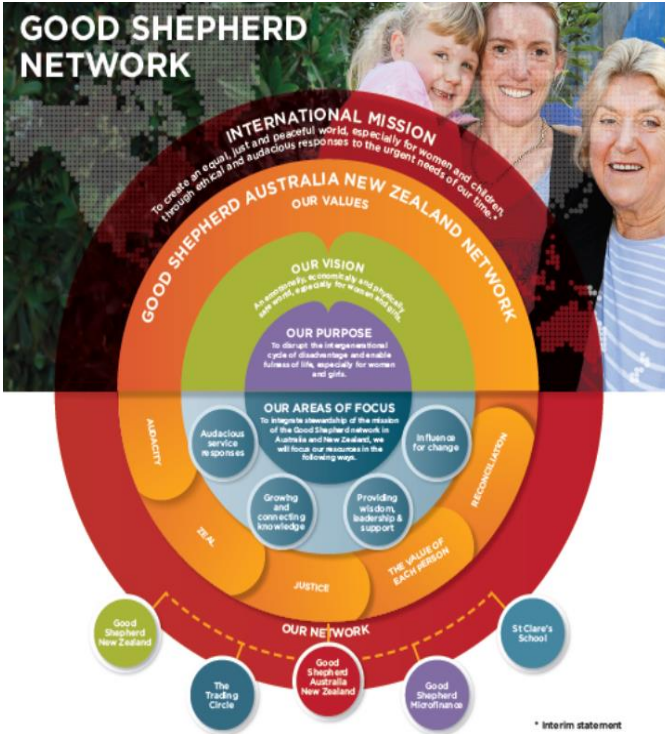 GOOD SHEPHERD
NETWORK
INTERNATIONAL MISSION
To create an equal, just and peaceful world, especially for women and children,
through ethical and audacious responses to the urgent needs of our time.*
GOOD SHEPHERD AUSTRALIA NEW ZEALAND NETWORK
OUR VALUES
OUR VISION
An emotionally, economically and physically
safe world, especially for women and girls.
OUR PURPOSE
To disrupt the intergenerational
cycle of disadvantage and enable
fulness of life, especially for women
and girls.
OUR AREAS OF FOCUS
To integrate stewardship of the mission
of the Good Shepherd network in
Australia and New Zealand, we
will focus our resources in the
following ways.
Audacious
service
responses
Growing
and
connecting
knowledge
Providing
wisdom,
leadership &
support
Influence
for change
AUDACITY
ZEAL
JUSTICE
THE VALUE OF
EACH PERSON
RECONCILIATION
OUR NETWORK
Good
Shepherd
New Zealand
The
Trading
Circle
Good
Shepherd
Australia
New Zealand
Good
Shepherd
Microfinance
St Clare's
School
* Interim statement